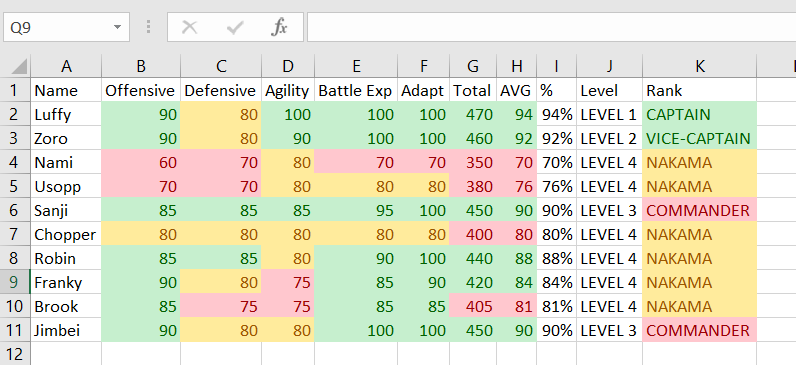 Q9 fx
A B C D E F G H I J K
1 Name Offensive Defensive Agility Battle Exp Adapt Total AVG % Level Rank
2 Luffy 90 80 100 100 100 470 94 94% LEVEL 1 CAPTAIN
3 Zoro 90 80 90 100 100 460 92 92% LEVEL 2 VICE-CAPTAIN
4 Nami 60 70 80 70 70 350 70 70% LEVEL 4 NAKAMA
5 Usopp 70 70 80 80 80 380 76 76% LEVEL 4 NAKAMA
6 Sanji 85 85 85 95 100 450 90 90% LEVEL 3 COMMANDER
7 Chopper 80 80 80 80 80 400 80 80% LEVEL 4 NAKAMA
8 Robin 85 85 80 90 100 440 88 88% LEVEL 4 NAKAMA
9 Franky 90 80 75 85 90 420 84 84% LEVEL 4 NAKAMA
10 Brook 85 75 75 85 85 405 81 81% LEVEL 4 NAKAMA
11 Jimbei 90 80 80 100 100 450 90 90% LEVEL 3 COMMANDER
12